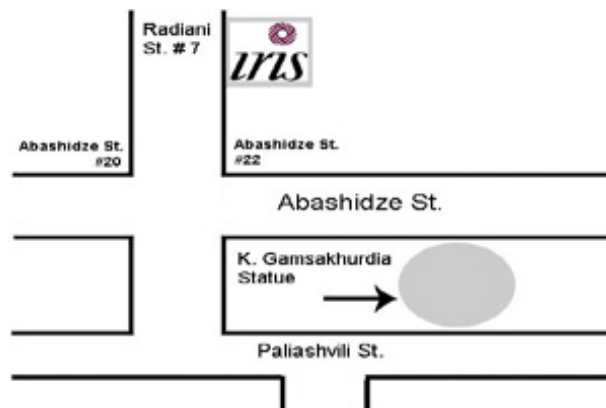 Radiani
St. # 7
iris
Abashidze St.
#20
Abashidze St.
#22
Abashidze St.
K. Gamsakhurdia
Statue
Paliashvili St.